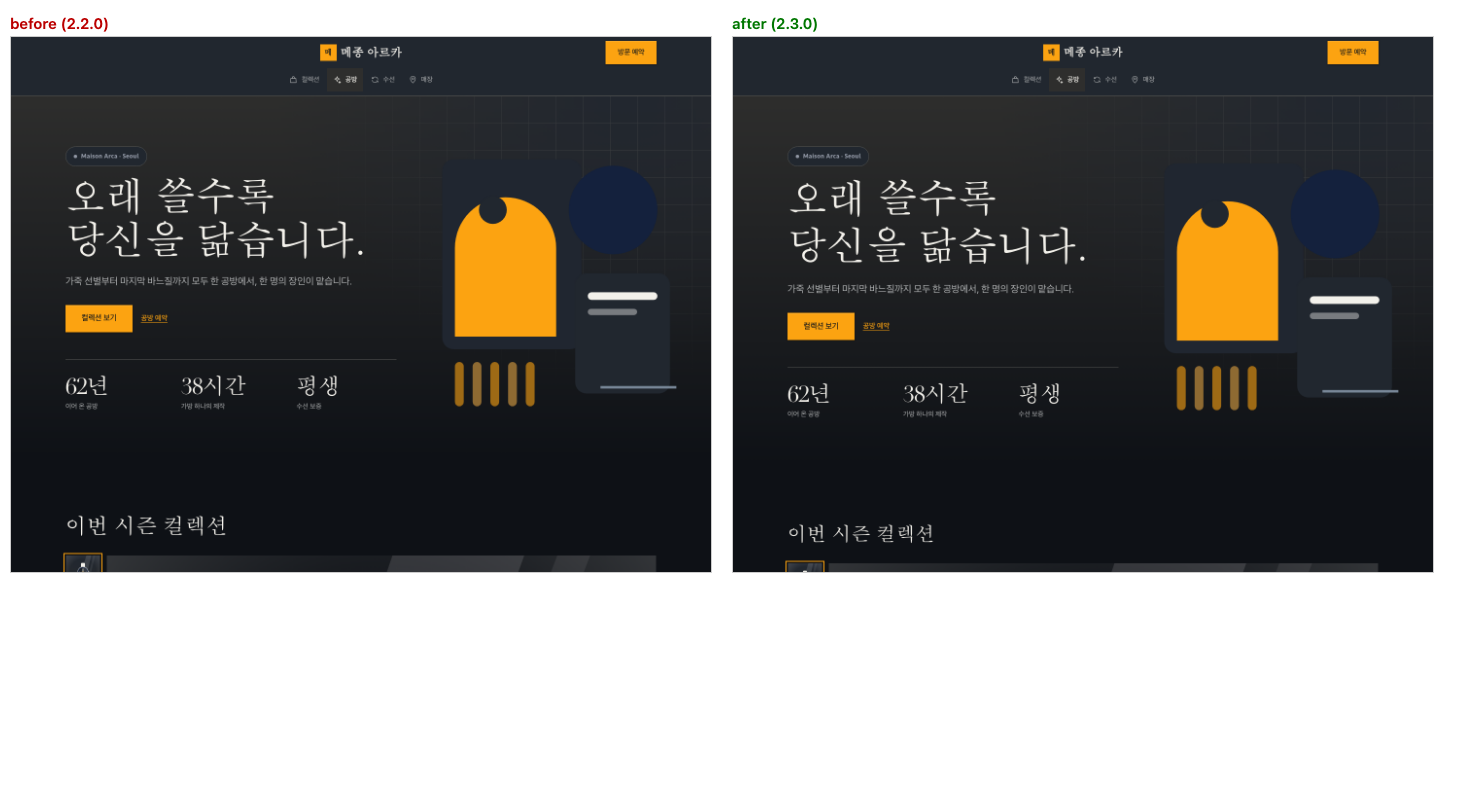 before (2.2.0)
메 메종 아르카
방문 예약
컬렉션 공방 수선 매장
Maison Arca · Seoul
오래 쓸수록
당신을 닮습니다.
가죽 선별부터 마지막 바느질까지 모두 한 공방에서, 한 명의 장인이 맡습니다.
컬렉션 보기 공방 예약
62년 38시간 평생
이어 온 공방 가방 하나의 제작 수선 보증
이번 시즌 컬렉션
after (2.3.0)
메 메종 아르카
방문 예약
컬렉션 공방 수선 매장
Maison Arca · Seoul
오래 쓸수록
당신을 닮습니다.
가죽 선별부터 마지막 바느질까지 모두 한 공방에서, 한 명의 장인이 맡습니다.
컬렉션 보기 공방 예약
62년 38시간 평생
이어 온 공방 가방 하나의 제작 수선 보증
이번 시즌 컬렉션